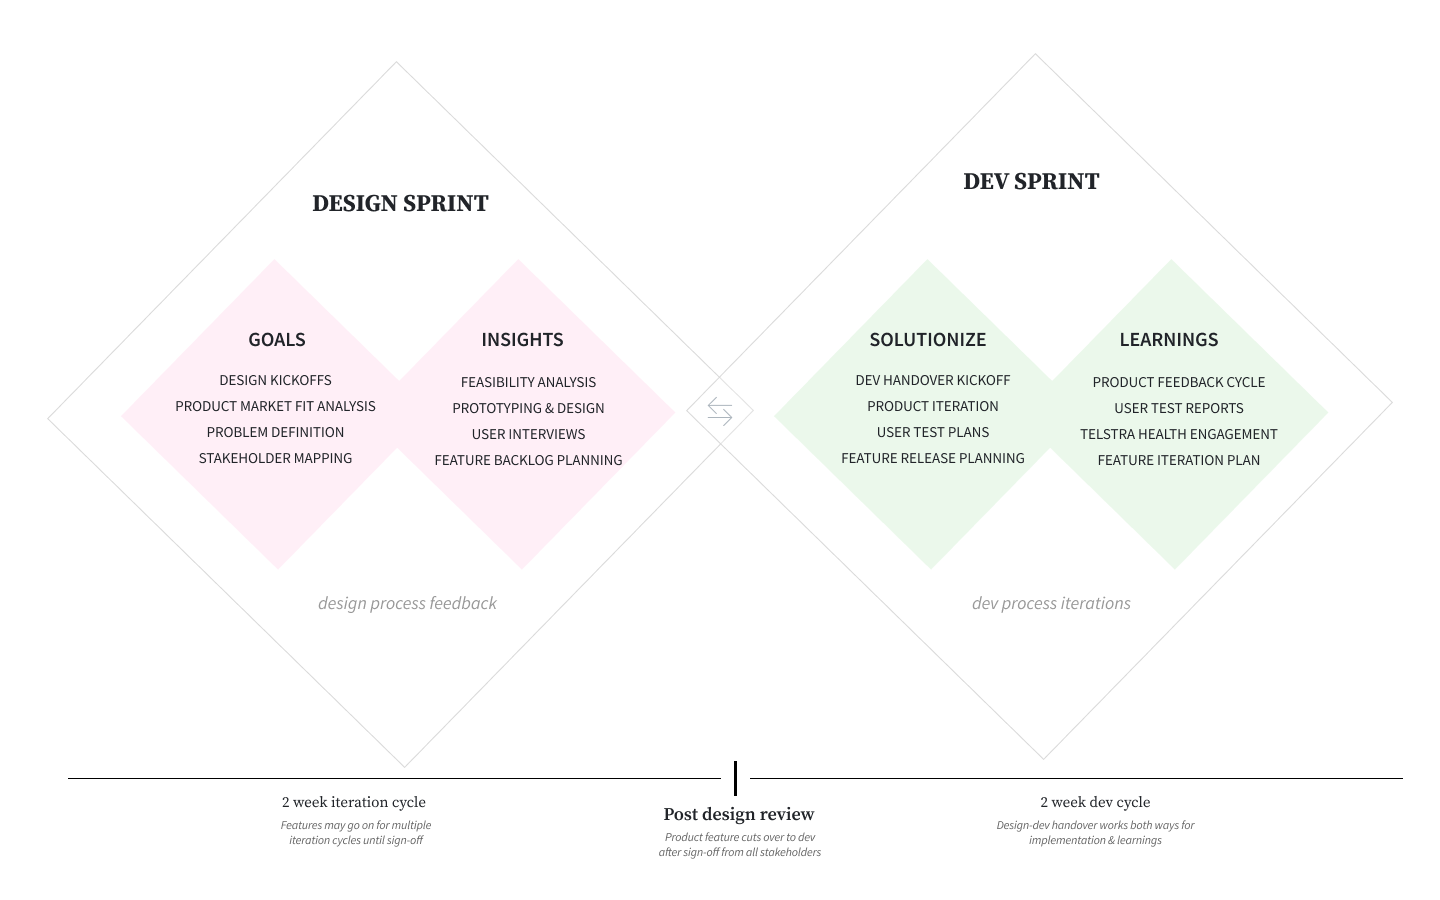 DESIGN SPRINT
GOALS
DESIGN KICKOFFS
PRODUCT MARKET FIT ANALYSIS
PROBLEM DEFINITION
STAKEHOLDER MAPPING
INSIGHTS
FEASIBILITY ANALYSIS
PROTOTYPING & DESIGN
USER INTERVIEWS
FEATURE BACKLOG PLANNING
design process feedback
DEV SPRINT
SOLUTIONIZE
DEV HANDOVER KICKOFF
PRODUCT ITERATION
USER TEST PLANS
FEATURE RELEASE PLANNING
LEARNINGS
PRODUCT FEEDBACK CYCLE
USER TEST REPORTS
TELSTRA HEALTH ENGAGEMENT
FEATURE ITERATION PLAN
dev process iterations
2 week iteration cycle
Features may go on for multiple
iteration cycles until sign-off
Post design review
Product feature cuts over to dev
after sign-off from all stakeholders
2 week dev cycle
Design-dev handover works both ways for
implementation & learnings